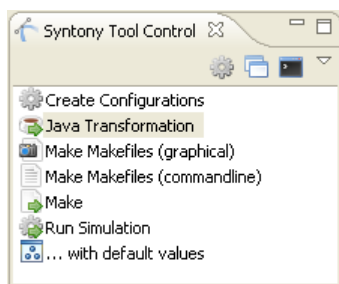 Syntony Tool Control
Create Configurations
Java Transformation
Make Makefiles (graphical)
Make Makefiles (commandline)
Make
Run Simulation
... with default values